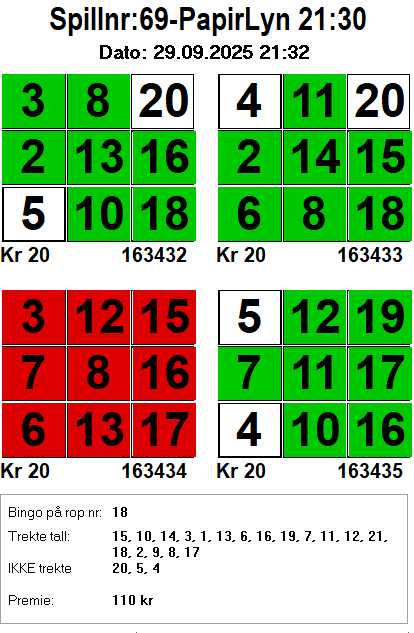 Spillnr:69-PapirLyn 21:30
Dato: 29.09.2025 21:32
3 8 20 4 11 20
2 13 16 2 14 15
5 10 18 6 8 18
Kr 20 163432 Kr 20 163433
3 12 15 5 12 19
7 8 16 7 11 17
6 13 17 4 10 16
Kr 20 163434 Kr 20 163435
Bingo på rop nr: 18
Trekte tall: 15, 10, 14, 3, 1, 13, 6, 16, 19, 7, 11, 12, 21,
18, 2, 9, 8, 17
IKKE trekte 20, 5, 4
Premie: 110 kr